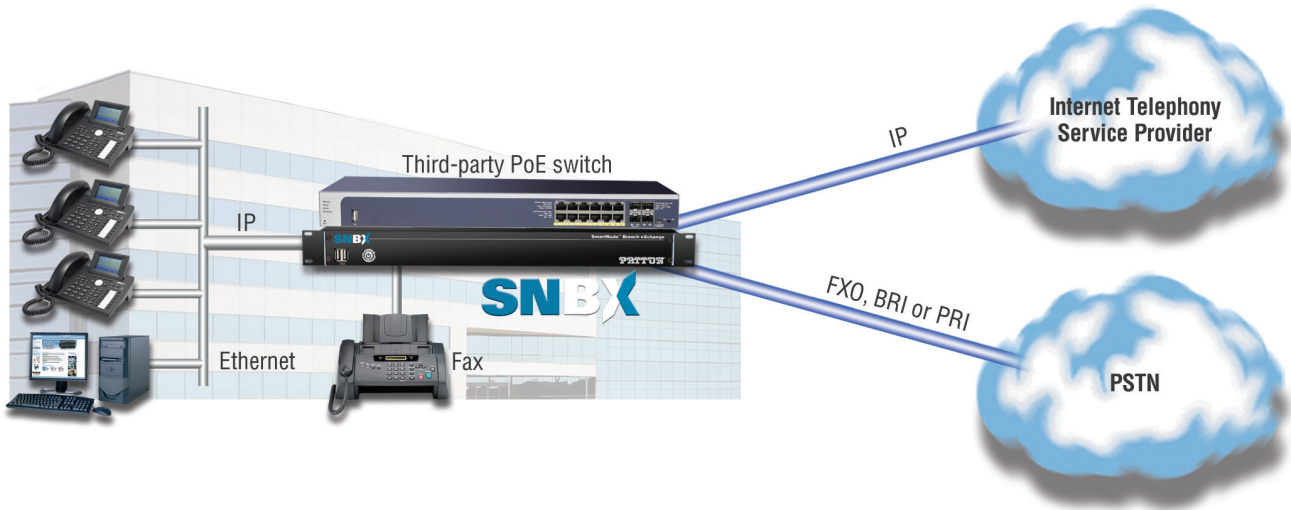 Third-party PoE switch
IP
SNBX
SmartNode™ Branch eXchange
PATTON
SNBX
Ethernet
Fax
IP
Internet Telephony
Service Provider
FXO, BRI or PRI
PSTN